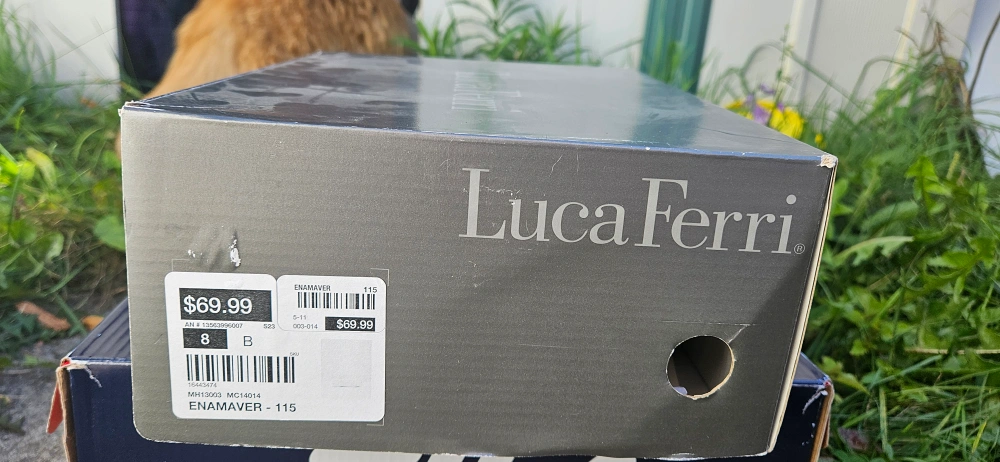 Luca Ferri®
$69.99
AN # 13563996007 S23
8 B
16443474
MH13003 MC14014
ENAMAVER - 115
ENAMAVER 115
5-11
003-014 $69.99